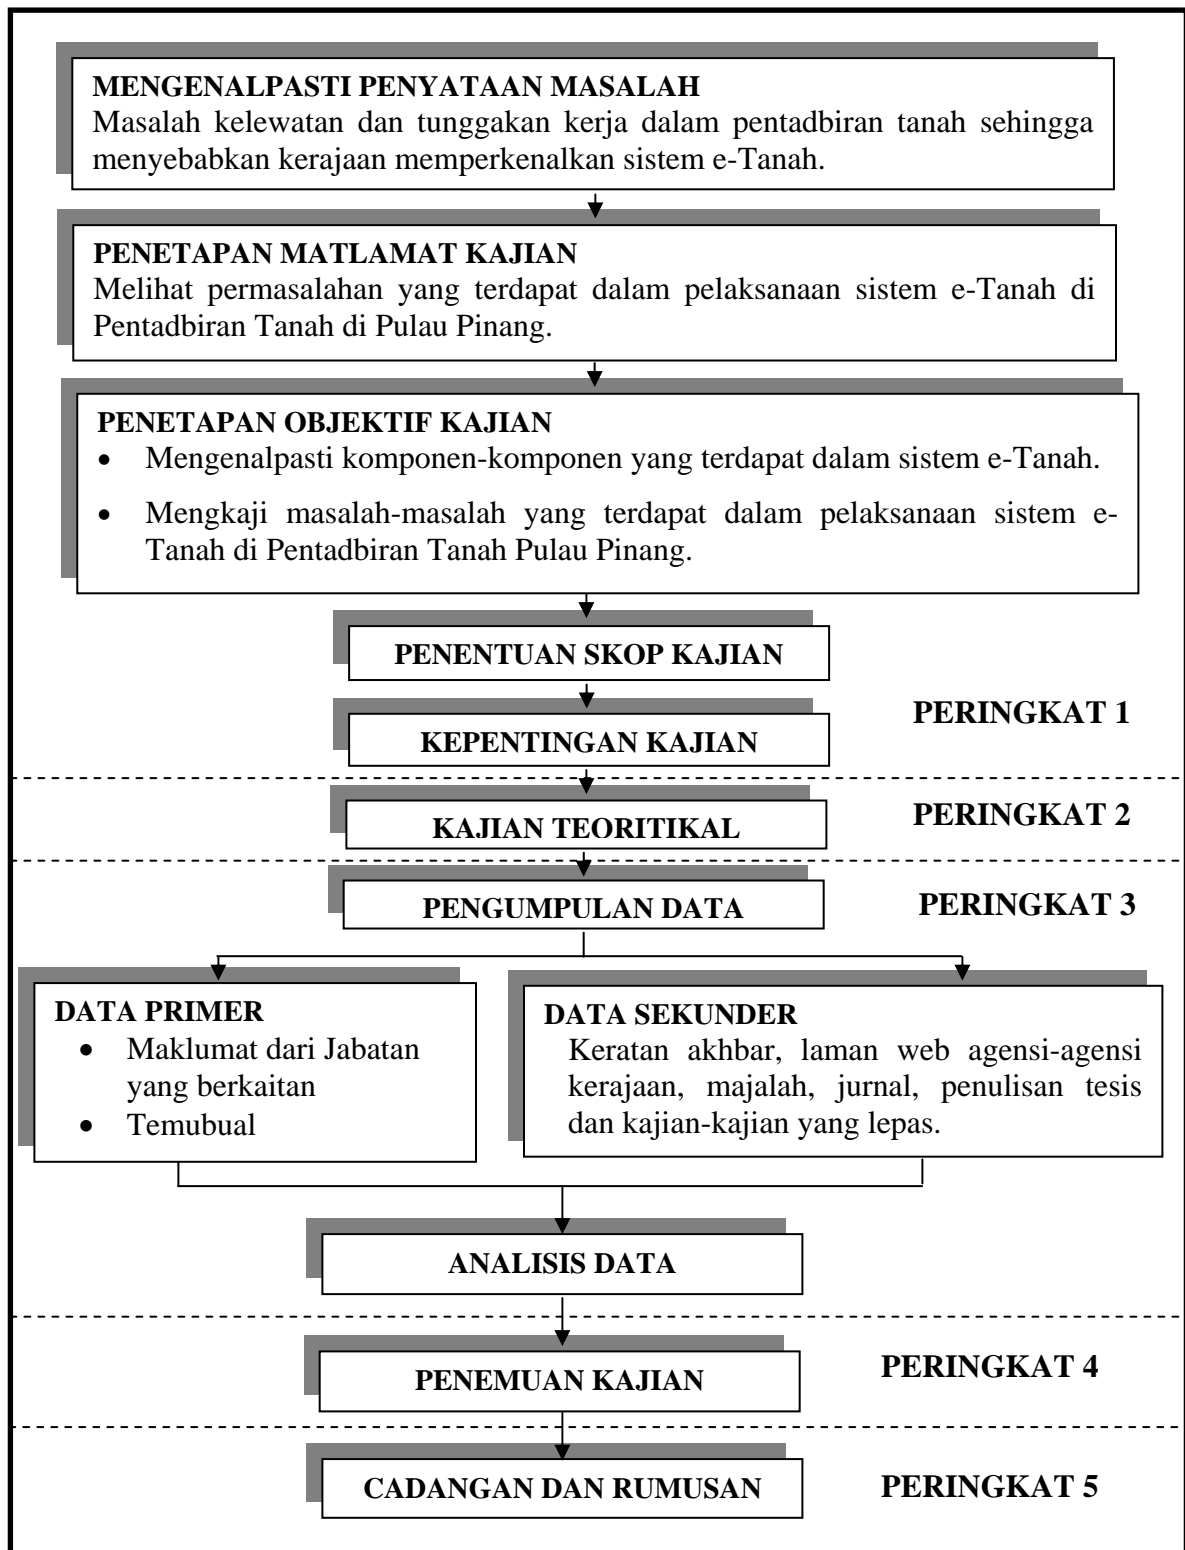 MENGENALPASTI PENYATAAN MASALAH
Masalah kelewatan dan tunggakan kerja dalam pentadbiran tanah sehingga
menyebabkan kerajaan memperkenalkan sistem e-Tanah.
PENETAPAN MATLAMAT KAJIAN
Melihat permasalahan yang terdapat dalam pelaksanaan sistem e-Tanah di
Pentadbiran Tanah di Pulau Pinang.
PENETAPAN OBJEKTIF KAJIAN
• Mengenalpasti komponen-komponen yang terdapat dalam sistem e-Tanah.
• Mengkaji masalah-masalah yang terdapat dalam pelaksanaan sistem e-
Tanah di Pentadbiran Tanah Pulau Pinang.
PENENTUAN SKOP KAJIAN
PERINGKAT 1
KEPENTINGAN KAJIAN
PERINGKAT 2
KAJIAN TEORITIKAL
PERINGKAT 3
PENGUMPULAN DATA
DATA PRIMER
• Maklumat dari Jabatan
yang berkaitan
• Temubual
DATA SEKUNDER
Keratan akhbar, laman web agensi-agensi
kerajaan, majalah, jurnal, penulisan tesis
dan kajian-kajian yang lepas.
ANALISIS DATA
PERINGKAT 4
PENEMUAN KAJIAN
CADANGAN DAN RUMUSAN
PERINGKAT 5